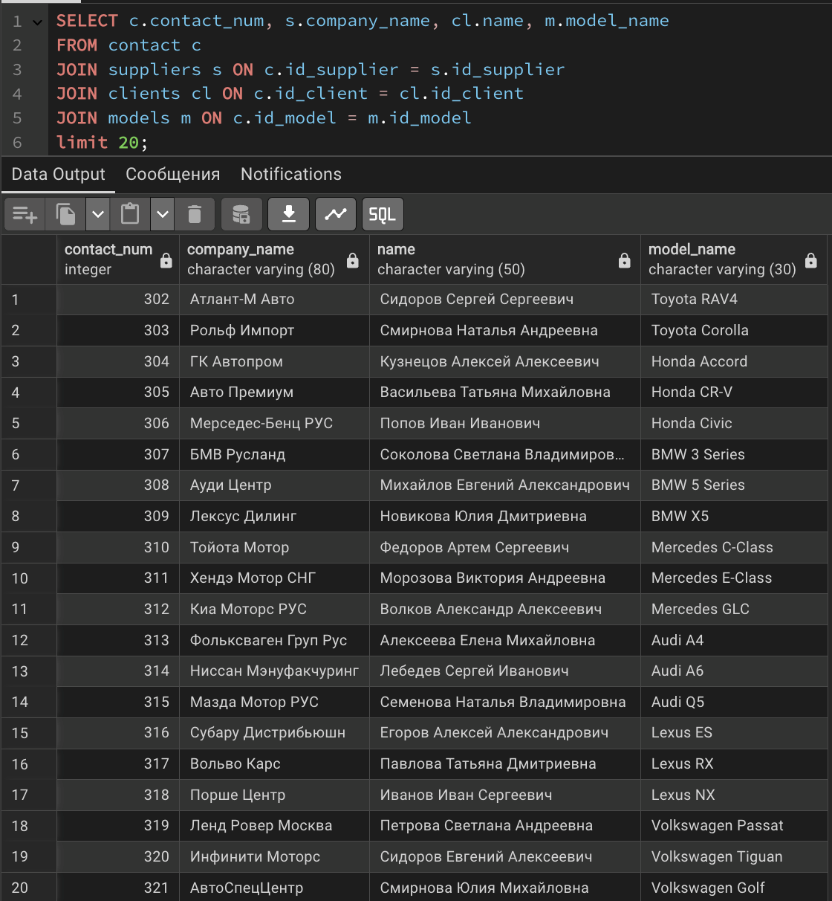 1 SELECT c.contact_num, s.company_name, cl.name, m.model_name
2 FROM contact c
3 JOIN suppliers s ON c.id_supplier = s.id_supplier
4 JOIN clients cl ON c.id_client = cl.id_client
5 JOIN models m ON c.id_model = m.id_model
6 limit 20;
Data Output Сообщения Notifications
SQL
contact_num company_name name model_name
integer character varying (80) character varying (50) character varying (30)
1 302 Атлант-М Авто Сидоров Сергей Сергеевич Toyota RAV4
2 303 Рольф Импорт Смирнова Наталья Андреевна Toyota Corolla
3 304 ГК Автопром Кузнецов Алексей Алексеевич Honda Accord
4 305 Авто Премиум Васильева Татьяна Михайловна Honda CR-V
5 306 Мерседес-Бенц РУС Попов Иван Иванович Honda Civic
6 307 БМВ Русланд Соколова Светлана Владимиров... BMW 3 Series
7 308 Ауди Центр Михайлов Евгений Александрович BMW 5 Series
8 309 Лексус Дилинг Новикова Юлия Дмитриевна BMW X5
9 310 Тойота Мотор Федоров Артем Сергеевич Mercedes C-Class
10 311 Хендэ Мотор СНГ Морозова Виктория Андреевна Mercedes E-Class
11 312 Киа Моторс РУС Волков Александр Алексеевич Mercedes GLC
12 313 Фольксваген Груп Рус Алексеева Елена Михайловна Audi A4
13 314 Ниссан Мэнуфакчуринг Лебедев Сергей Иванович Audi A6
14 315 Мазда Мотор РУС Семенова Наталья Владимировна Audi Q5
15 316 Субару Дистрибьюшн Егоров Алексей Александрович Lexus ES
16 317 Вольво Карс Павлова Татьяна Дмитриевна Lexus RX
17 318 Порше Центр Иванов Иван Сергеевич Lexus NX
18 319 Ленд Ровер Москва Петрова Светлана Андреевна Volkswagen Passat
19 320 Инфинити Моторс Сидоров Евгений Алексеевич Volkswagen Tiguan
20 321 АвтоСпецЦентр Смирнова Юлия Михайловна Volkswagen Golf